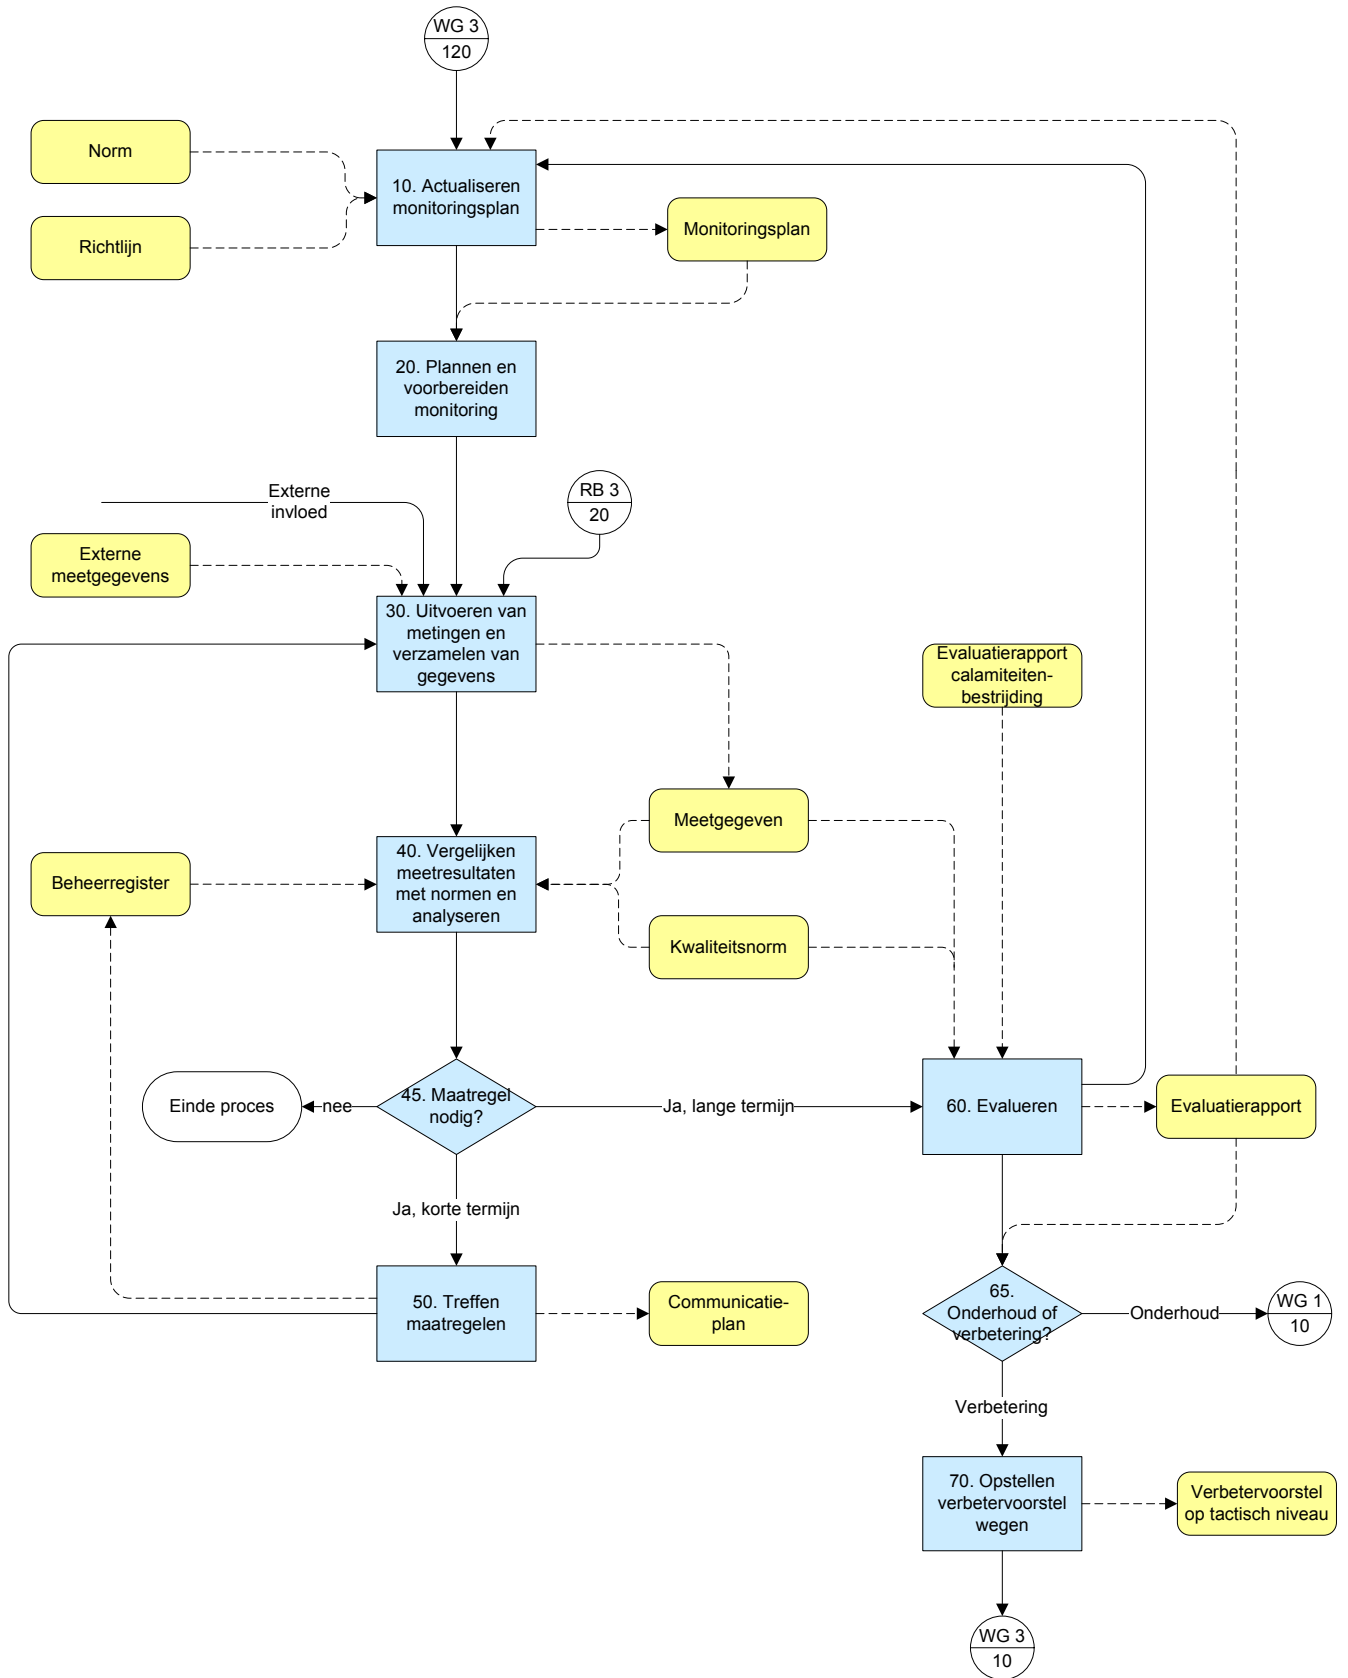 WG 3
120
Norm
10. Actualiseren
monitoringsplan
Richtlijn
Monitoringsplan
20. Plannen en
voorbereiden
monitoring
Externe
invloed
RB 3
20
Externe
meetgegevens
30. Uitvoeren van
metingen en
verzamelen van
gegevens
Evaluatierapport
calamiteiten-
bestrijding
Meetgegeven
Beheerregister
40. Vergelijken
meetresultaten
met normen en
analyseren
Kwaliteitsnorm
Einde proces
nee
45. Maatregel
nodig?
Ja, lange termijn
60. Evalueren
Evaluatierapport
Ja, korte termijn
50. Treffen
maatregelen
Communicatie-
plan
65.
Onderhoud of
verbetering?
Onderhoud
WG 1
10
Verbetering
70. Opstellen
verbetervoorstel
wegen
Verbetervoorstel
op tactisch niveau
WG 3
10